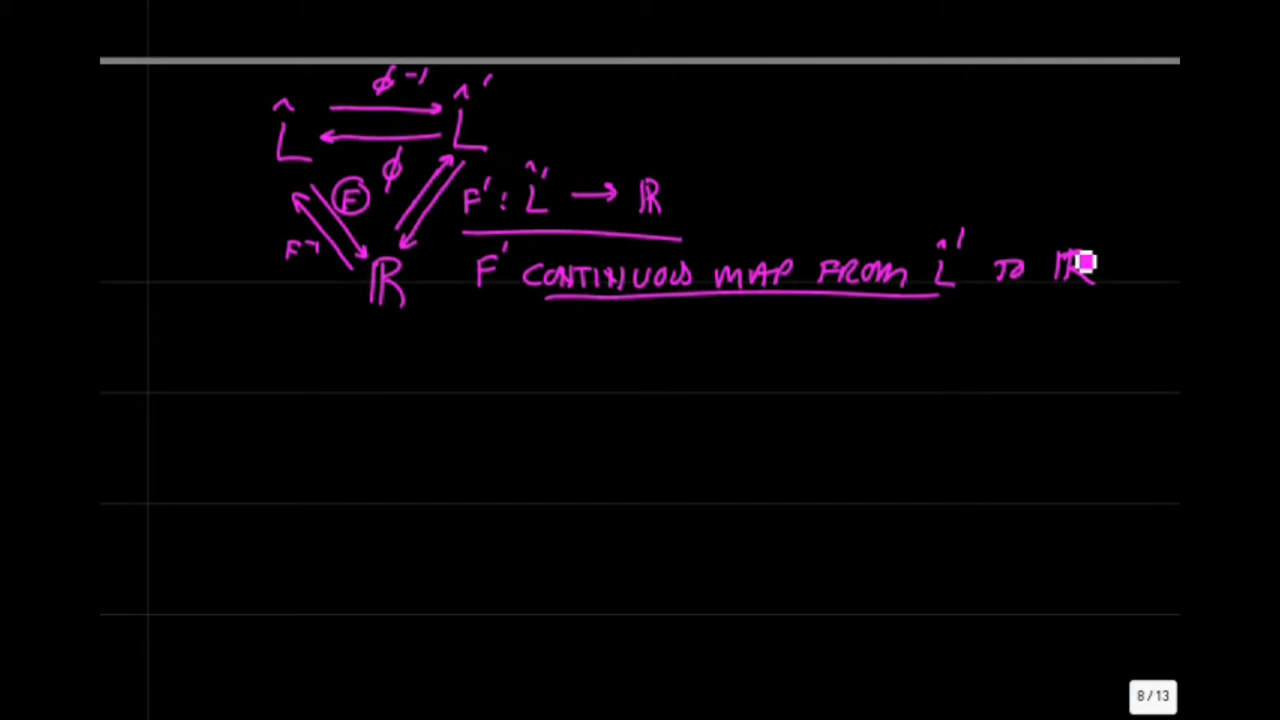 ϕ⁻¹
L̂ L̂′
ϕ
F F′ : L̂′ → ℝ
F⁻¹
ℝ F′ CONTINUOUS MAP FROM L̂′ TO ℝ
8/13